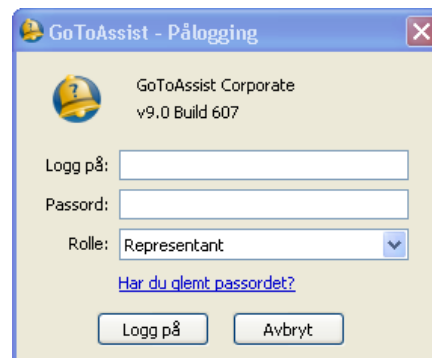 GoToAssist - Pålogging
GoToAssist Corporate
v9.0 Build 607
Logg på:
Passord:
Rolle: Representant
Har du glemt passordet?
Logg på Avbryt